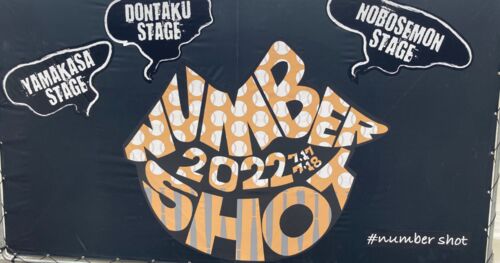 YAMAKASA
STAGE
DONTAKU
STAGE
NOBOSEMON
STAGE
NUMBER
2022 7.17
7.18
SHOT
#number shot